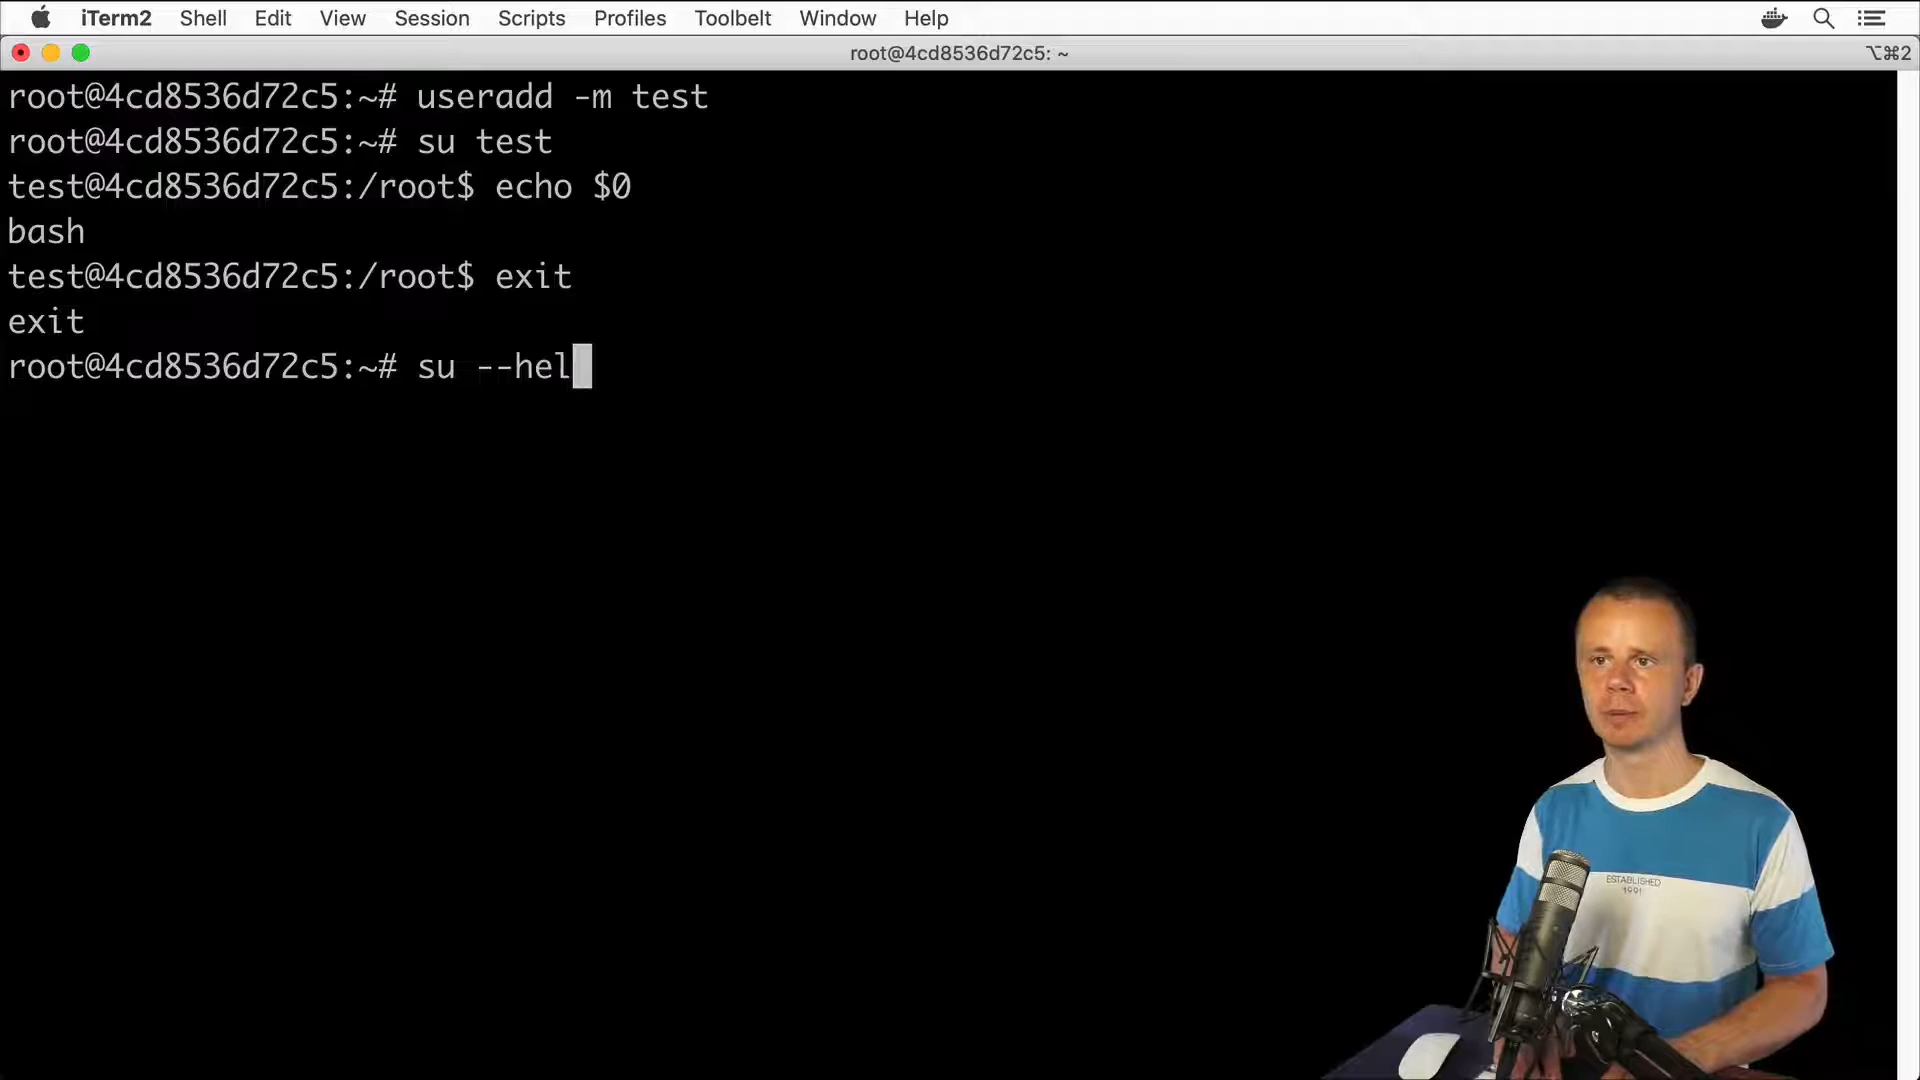 iTerm2 Shell Edit View Session Scripts Profiles Toolbelt Window Help
root@4cd8536d72c5: ~ ⌥⌘2
root@4cd8536d72c5:~# useradd -m test
root@4cd8536d72c5:~# su test
test@4cd8536d72c5:/root$ echo $0
bash
test@4cd8536d72c5:/root$ exit
exit
root@4cd8536d72c5:~# su --hel
ESTABLISHED
1991